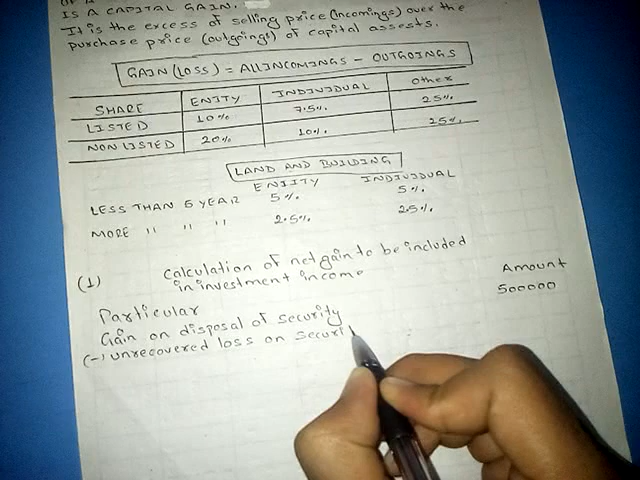 IS A CAPITAL GAIN.
It is the excess of selling price (Incomings) over the
purchase price (outgoings) of capital assests.
GAIN (LOSS) = ALL INCOMINGS - OUTGOINGS
SHARE ENTITY INDIVIDUAL Other
LISTED 10% 7.5% 25%
NON LISTED 20% 10% 25%
LAND AND BUILDING
ENTITY INDIVIDUAL
LESS THAN 5 YEAR 5% 5%
MORE " " " 2.5% 2.5%
(1) Calculation of net gain to be included
in investment income
Particular Amount
Gain on disposal of security 500000
(-) unrecovered loss on securi